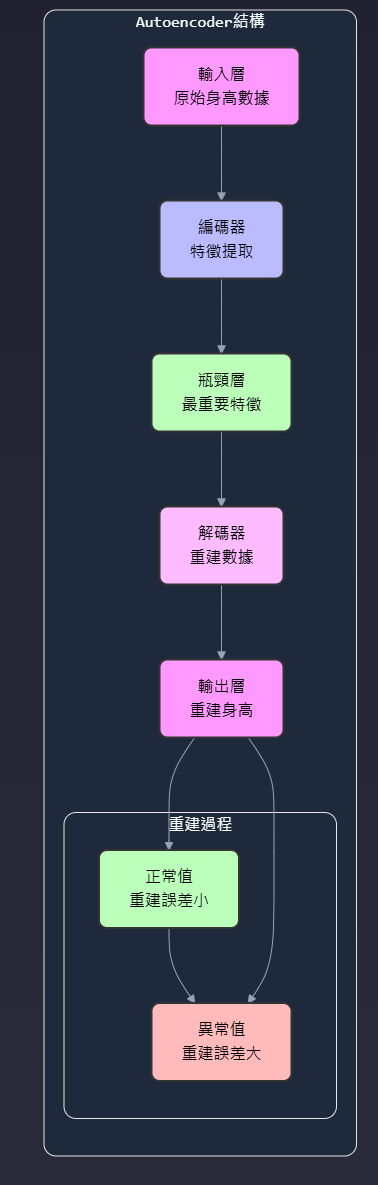 Autoencoder結構
輸入層
原始身高數據
編碼器
特徵提取
瓶頸層
最重要特徵
解碼器
重建數據
輸出層
重建身高
重建過程
正常值
重建誤差小
異常值
重建誤差大